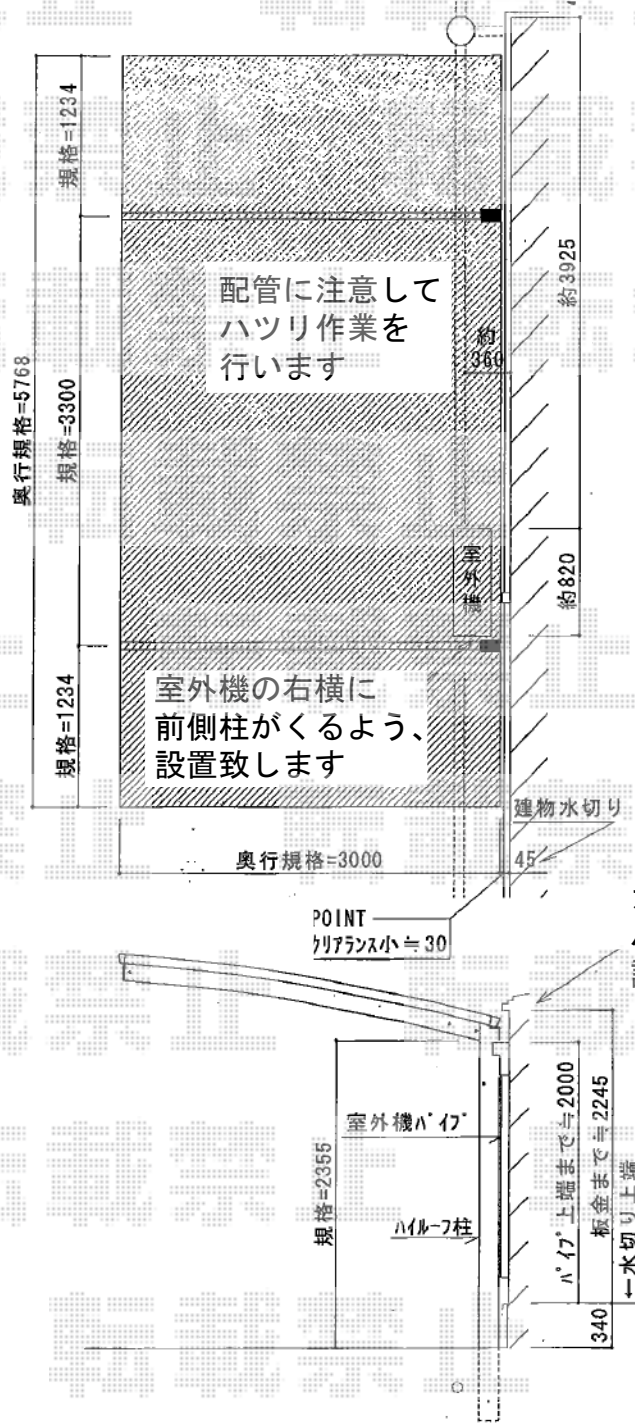 規格=1234
奥行規格=5768
規格=3300
規格=1234
配管に注意して
ハツリ作業を
行います
約
360
約3925
室外機
約820
室外機の右横に
前側柱がくるよう、
設置致します
建物水切り
奥行規格=3000
45
POINT
クリアランス小≒30
室外機パイプ
規格=2355
ハイルーフ柱
パイプ上端まで≒2000
板金まで≒2245
←水切り上端
340
転載禁止